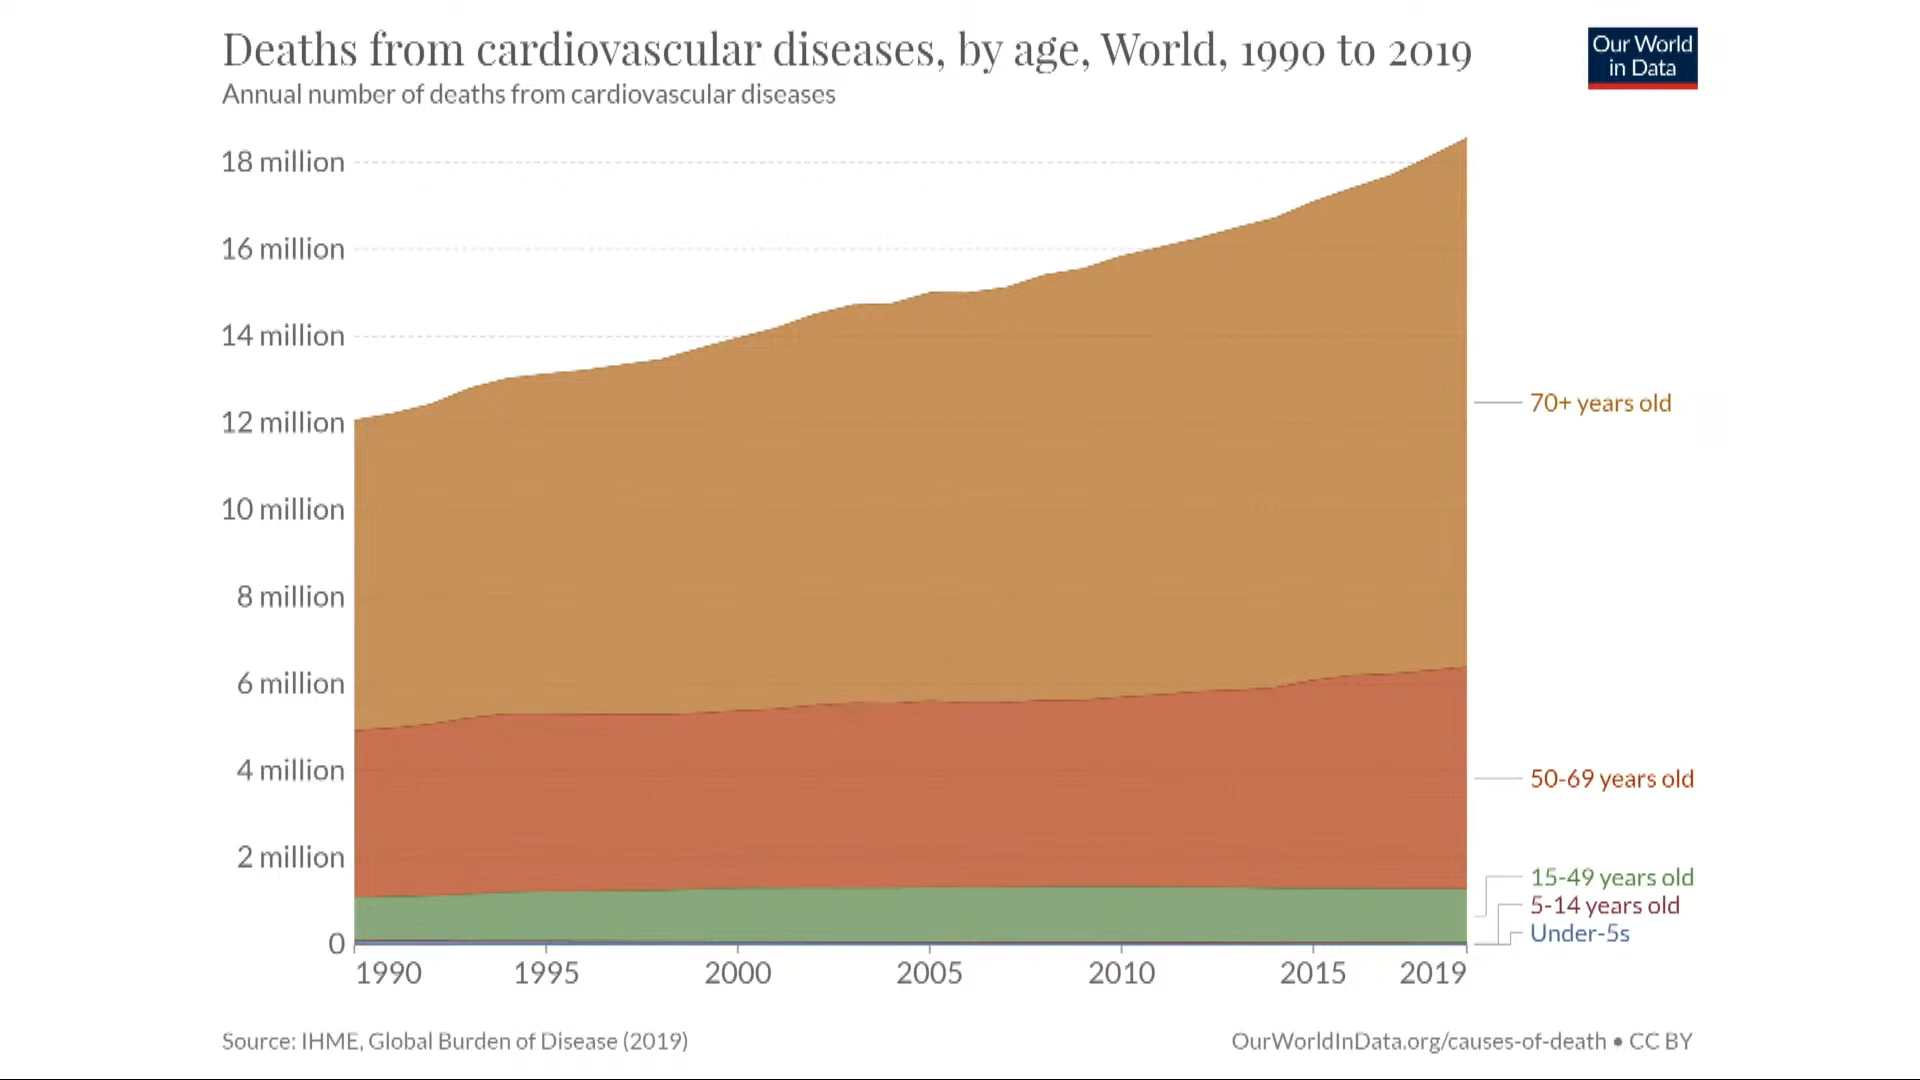 Deaths from cardiovascular diseases, by age, World, 1990 to 2019
Our World
in Data
Annual number of deaths from cardiovascular diseases
18 million
16 million
14 million
12 million
10 million
8 million
6 million
4 million
2 million
0
70+ years old
50-69 years old
15-49 years old
5-14 years old
Under-5s
1990 1995 2000 2005 2010 2015 2019
Source: IHME, Global Burden of Disease (2019)
OurWorldInData.org/causes-of-death • CC BY